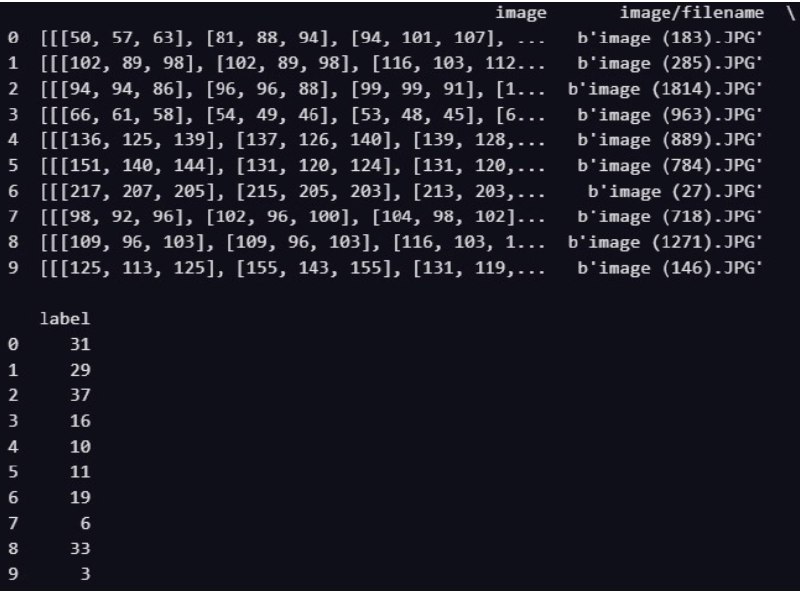 image image/filename \
0 [[[50, 57, 63], [81, 88, 94], [94, 101, 107], ... b'image (183).JPG'
1 [[[102, 89, 98], [102, 89, 98], [116, 103, 112... b'image (285).JPG'
2 [[[94, 94, 86], [96, 96, 88], [99, 99, 91], [1... b'image (1814).JPG'
3 [[[66, 61, 58], [54, 49, 46], [53, 48, 45], [6... b'image (963).JPG'
4 [[[136, 125, 139], [137, 126, 140], [139, 128,... b'image (889).JPG'
5 [[[151, 140, 144], [131, 120, 124], [131, 120,... b'image (784).JPG'
6 [[[217, 207, 205], [215, 205, 203], [213, 203,... b'image (27).JPG'
7 [[[98, 92, 96], [102, 96, 100], [104, 98, 102]... b'image (718).JPG'
8 [[[109, 96, 103], [109, 96, 103], [116, 103, 1... b'image (1271).JPG'
9 [[[125, 113, 125], [155, 143, 155], [131, 119,... b'image (146).JPG'
label
0 31
1 29
2 37
3 16
4 10
5 11
6 19
7 6
8 33
9 3